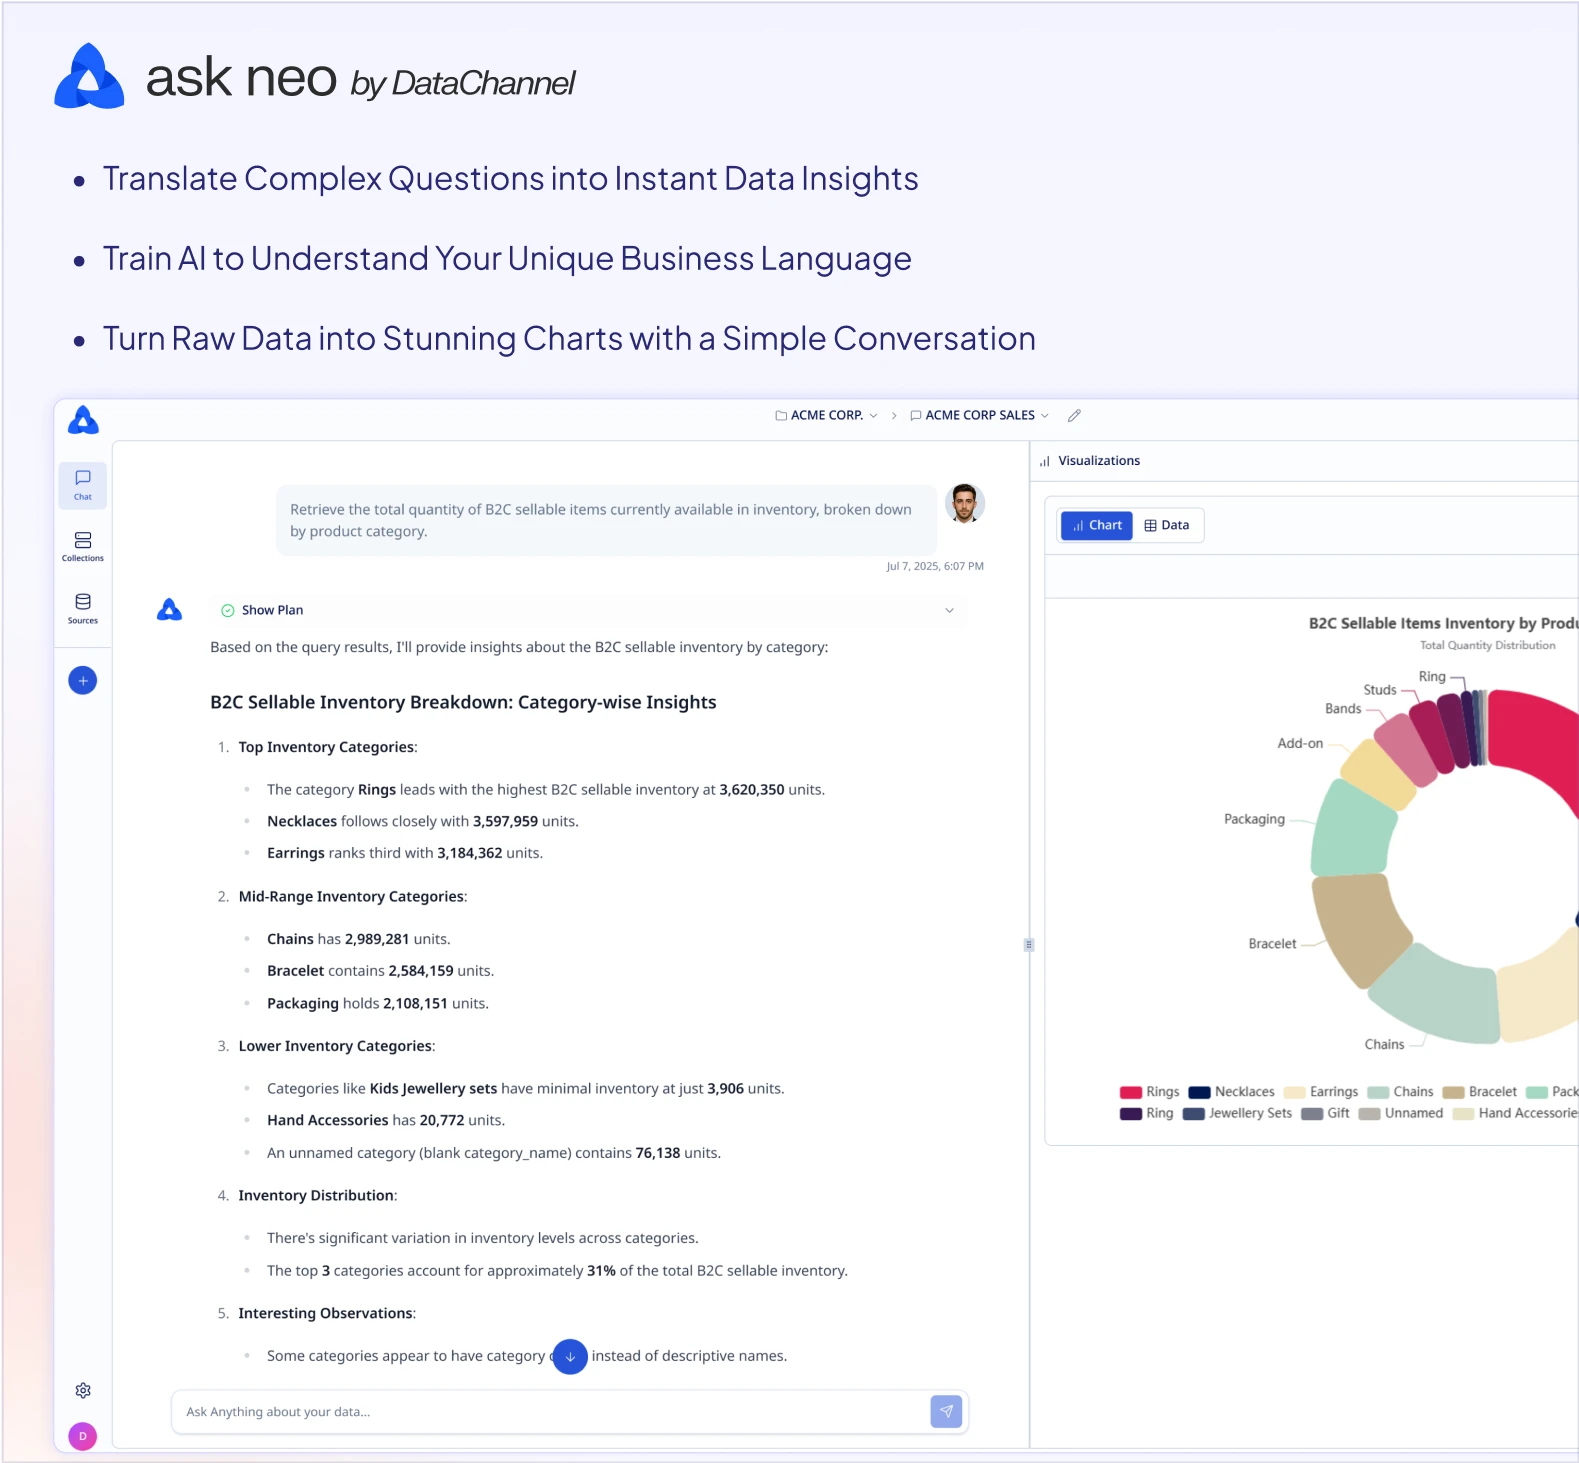 ask neo by DataChannel
• Translate Complex Questions into Instant Data Insights
• Train AI to Understand Your Unique Business Language
• Turn Raw Data into Stunning Charts with a Simple Conversation
ACME CORP. > ACME CORP SALES
Chat
Collections
Sources
Retrieve the total quantity of B2C sellable items currently available in inventory, broken down
by product category.
Jul 7, 2025, 6:07 PM
Show Plan
Based on the query results, I'll provide insights about the B2C sellable inventory by category:
B2C Sellable Inventory Breakdown: Category-wise Insights
1. Top Inventory Categories:
The category Rings leads with the highest B2C sellable inventory at 3,620,350 units.
Necklaces follows closely with 3,597,959 units.
Earrings ranks third with 3,184,362 units.
2. Mid-Range Inventory Categories:
Chains has 2,989,281 units.
Bracelet contains 2,584,159 units.
Packaging holds 2,108,151 units.
3. Lower Inventory Categories:
Categories like Kids Jewellery sets have minimal inventory at just 3,906 units.
Hand Accessories has 20,772 units.
An unnamed category (blank category_name) contains 76,138 units.
4. Inventory Distribution:
There's significant variation in inventory levels across categories.
The top 3 categories account for approximately 31% of the total B2C sellable inventory.
5. Interesting Observations:
Some categories appear to have category instead of descriptive names.
Ask Anything about your data...
D
Visualizations
Chart
Data
B2C Sellable Items Inventory by Produ
Total Quantity Distribution
Ring
Studs
Bands
Add-on
Packaging
Bracelet
Chains
Rings Necklaces Earrings Chains Bracelet Pack
Ring Jewellery Sets Gift Unnamed Hand Accessories